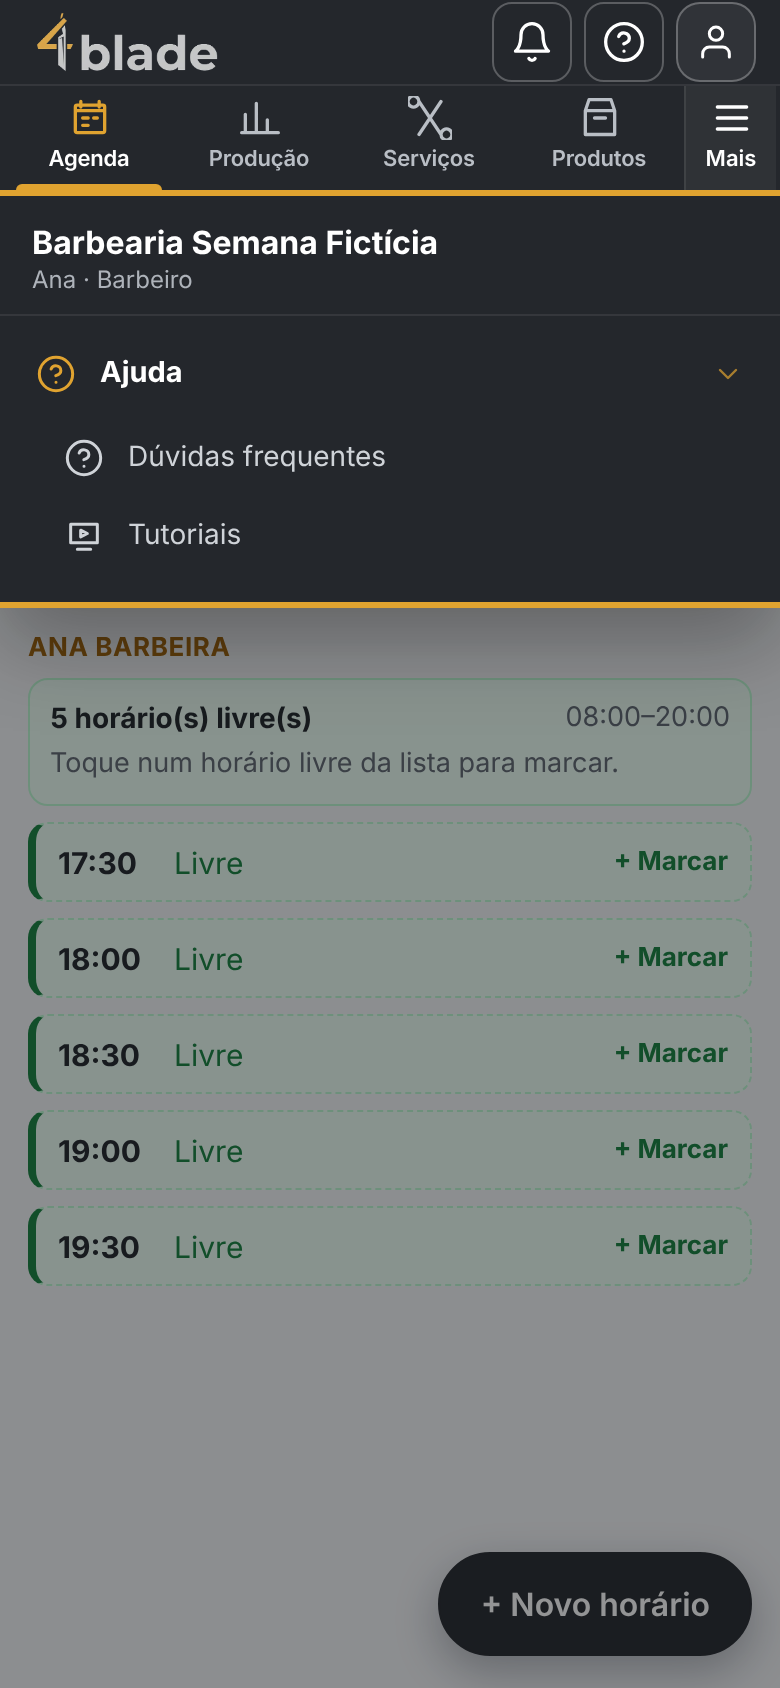 4blade
Agenda
Produção
Serviços
Produtos
Mais
Barbearia Semana Fictícia
Ana · Barbeiro
Ajuda
Dúvidas frequentes
Tutoriais
ANA BARBEIRA
5 horário(s) livre(s) 08:00–20:00
Toque num horário livre da lista para marcar.
17:30 Livre + Marcar
18:00 Livre + Marcar
18:30 Livre + Marcar
19:00 Livre + Marcar
19:30 Livre + Marcar
+ Novo horário